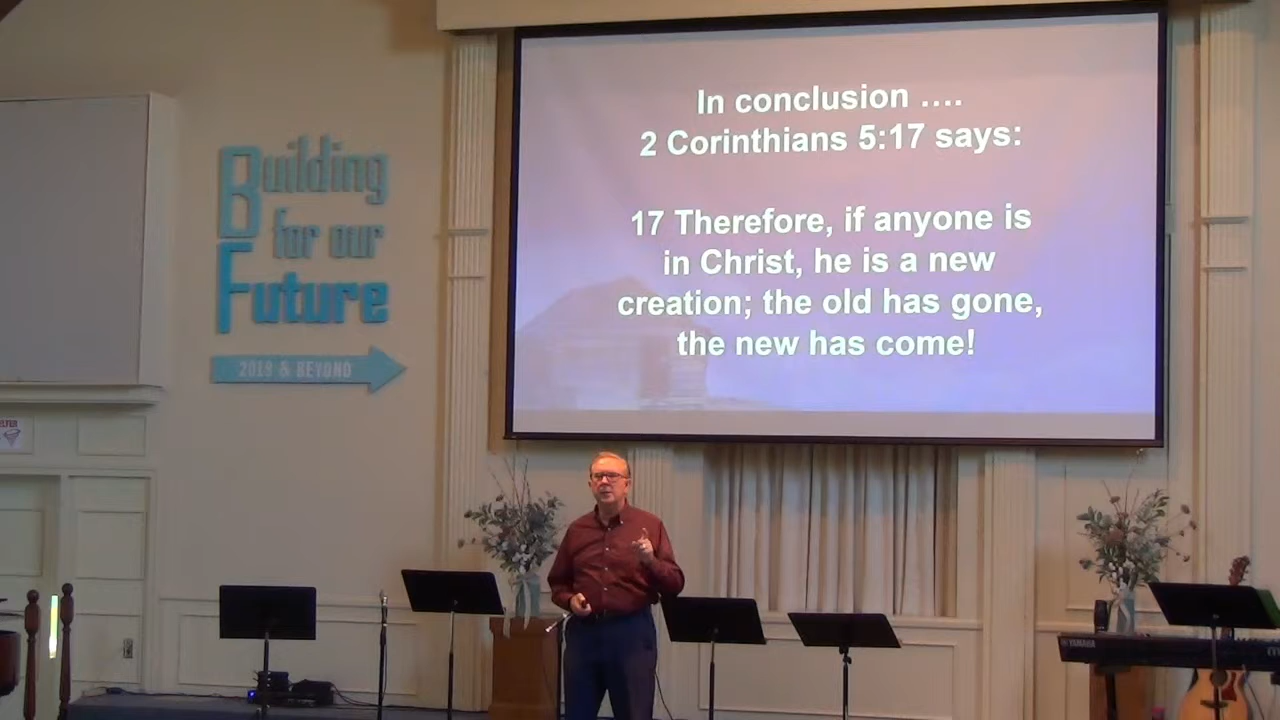 In conclusion ....
2 Corinthians 5:17 says:
17 Therefore, if anyone is
in Christ, he is a new
creation; the old has gone,
the new has come!
Building
for our
Future
2019 & BEYOND
YAMAHA